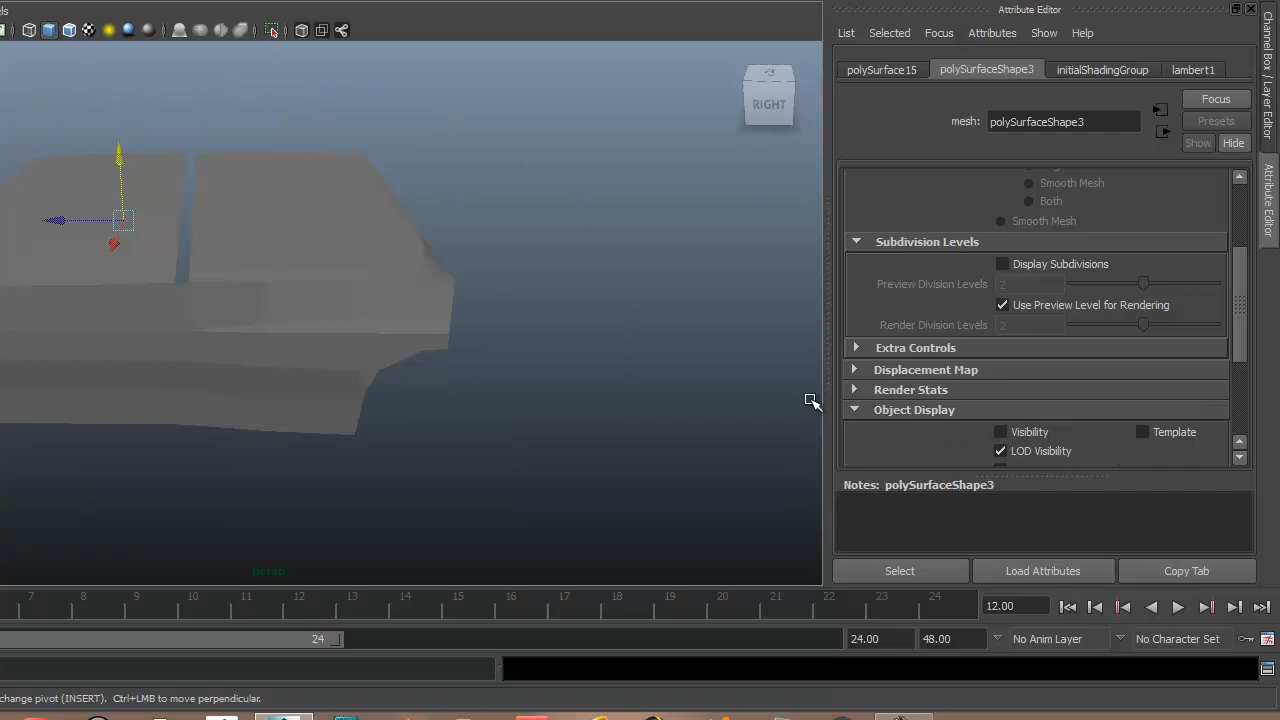 els
Attribute Editor
List Selected Focus Attributes Show Help
polySurface15 polySurfaceShape3 initialShadingGroup lambert1
Focus
mesh: polySurfaceShape3
Presets
Show Hide
RIGHT
Smooth Mesh
Both
Smooth Mesh
Subdivision Levels
Display Subdivisions
Preview Division Levels 2
Use Preview Level for Rendering
Render Division Levels 2
Extra Controls
Displacement Map
Render Stats
Object Display
Visibility Template
LOD Visibility
Notes: polySurfaceShape3
persp
Select Load Attributes Copy Tab
7 8 9 10 11 12 13 14 15 16 17 18 19 20 21 22 23 24
12.00
24 24.00 48.00 No Anim Layer No Character Set
change pivot (INSERT). Ctrl+LMB to move perpendicular.
Channel Box / Layer Editor
Attribute Editor